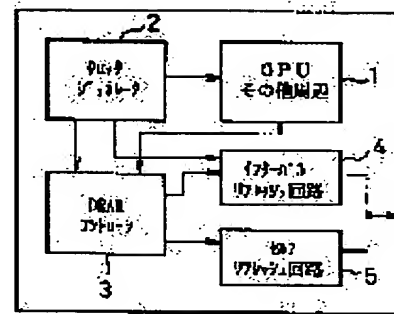 2
クロック
ジェネレータ
CPU
その他周辺
1
4
インターバル
リフレッシュ回路
DRAM
コントローラ
3
セルフ
リフレッシュ回路
5